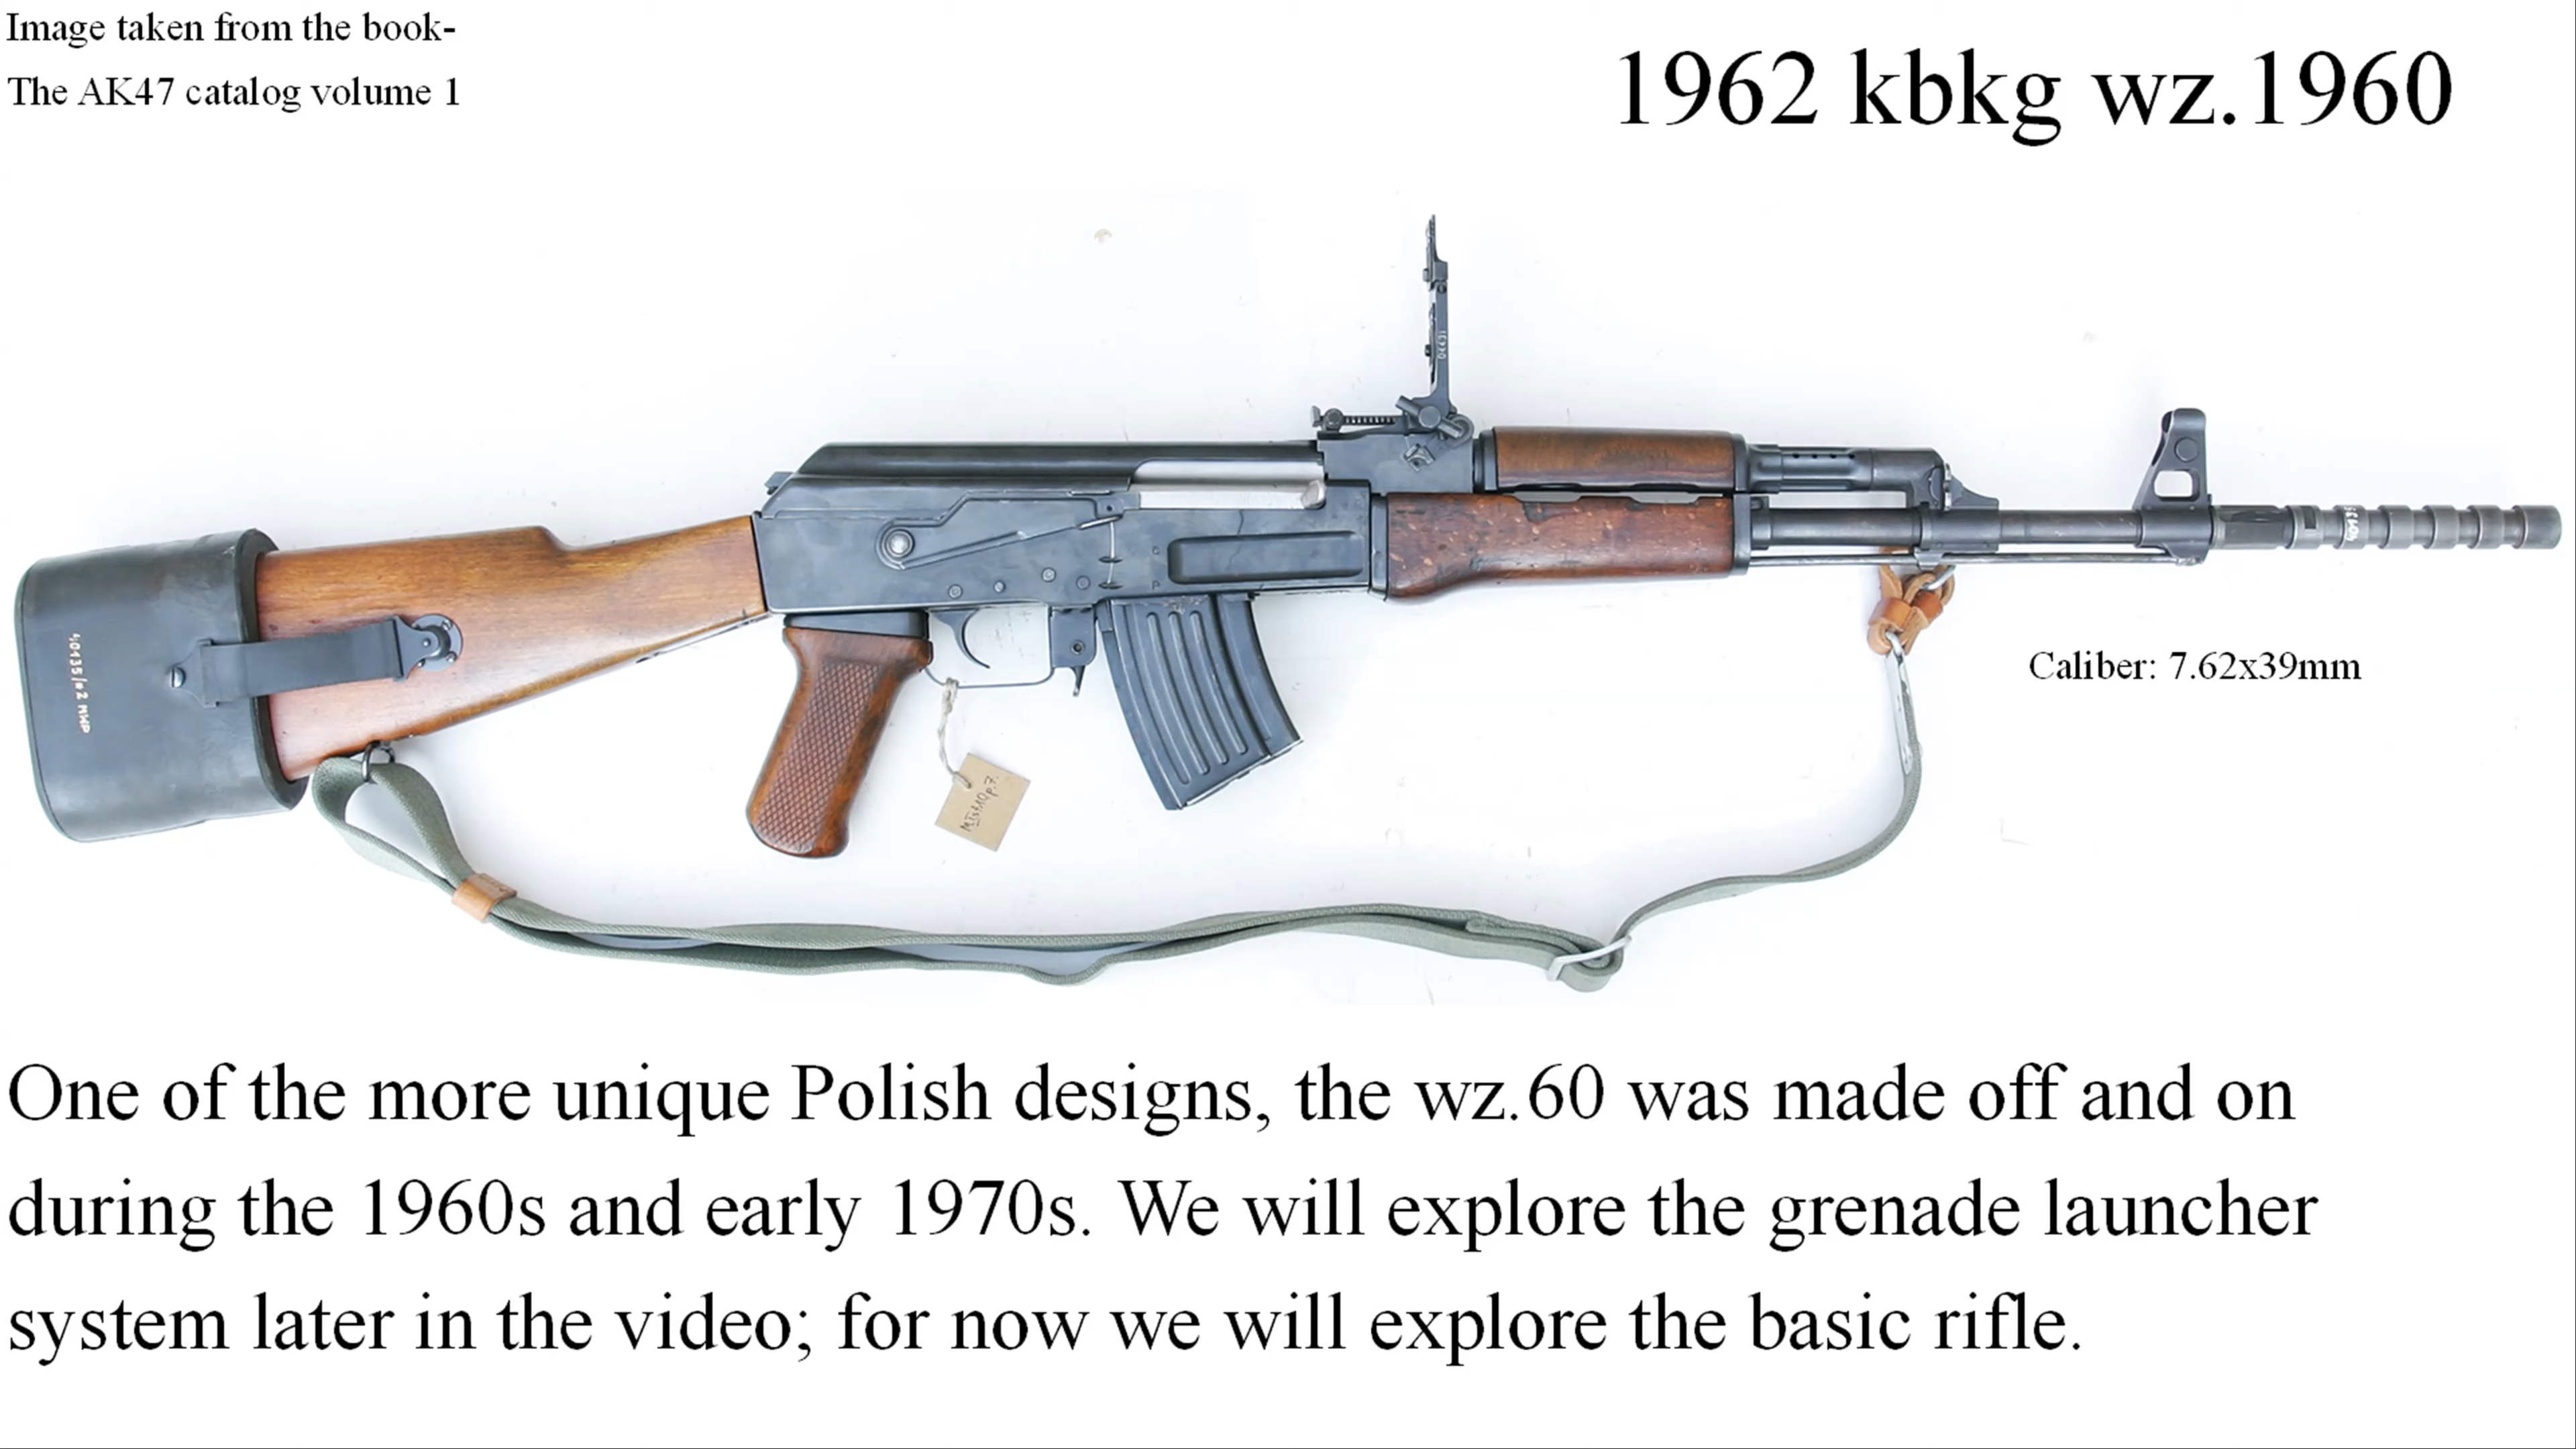 Image taken from the book-
The AK47 catalog volume 1
1962 kbkg wz.1960
Caliber: 7.62x39mm
One of the more unique Polish designs, the wz.60 was made off and on
during the 1960s and early 1970s. We will explore the grenade launcher
system later in the video; for now we will explore the basic rifle.